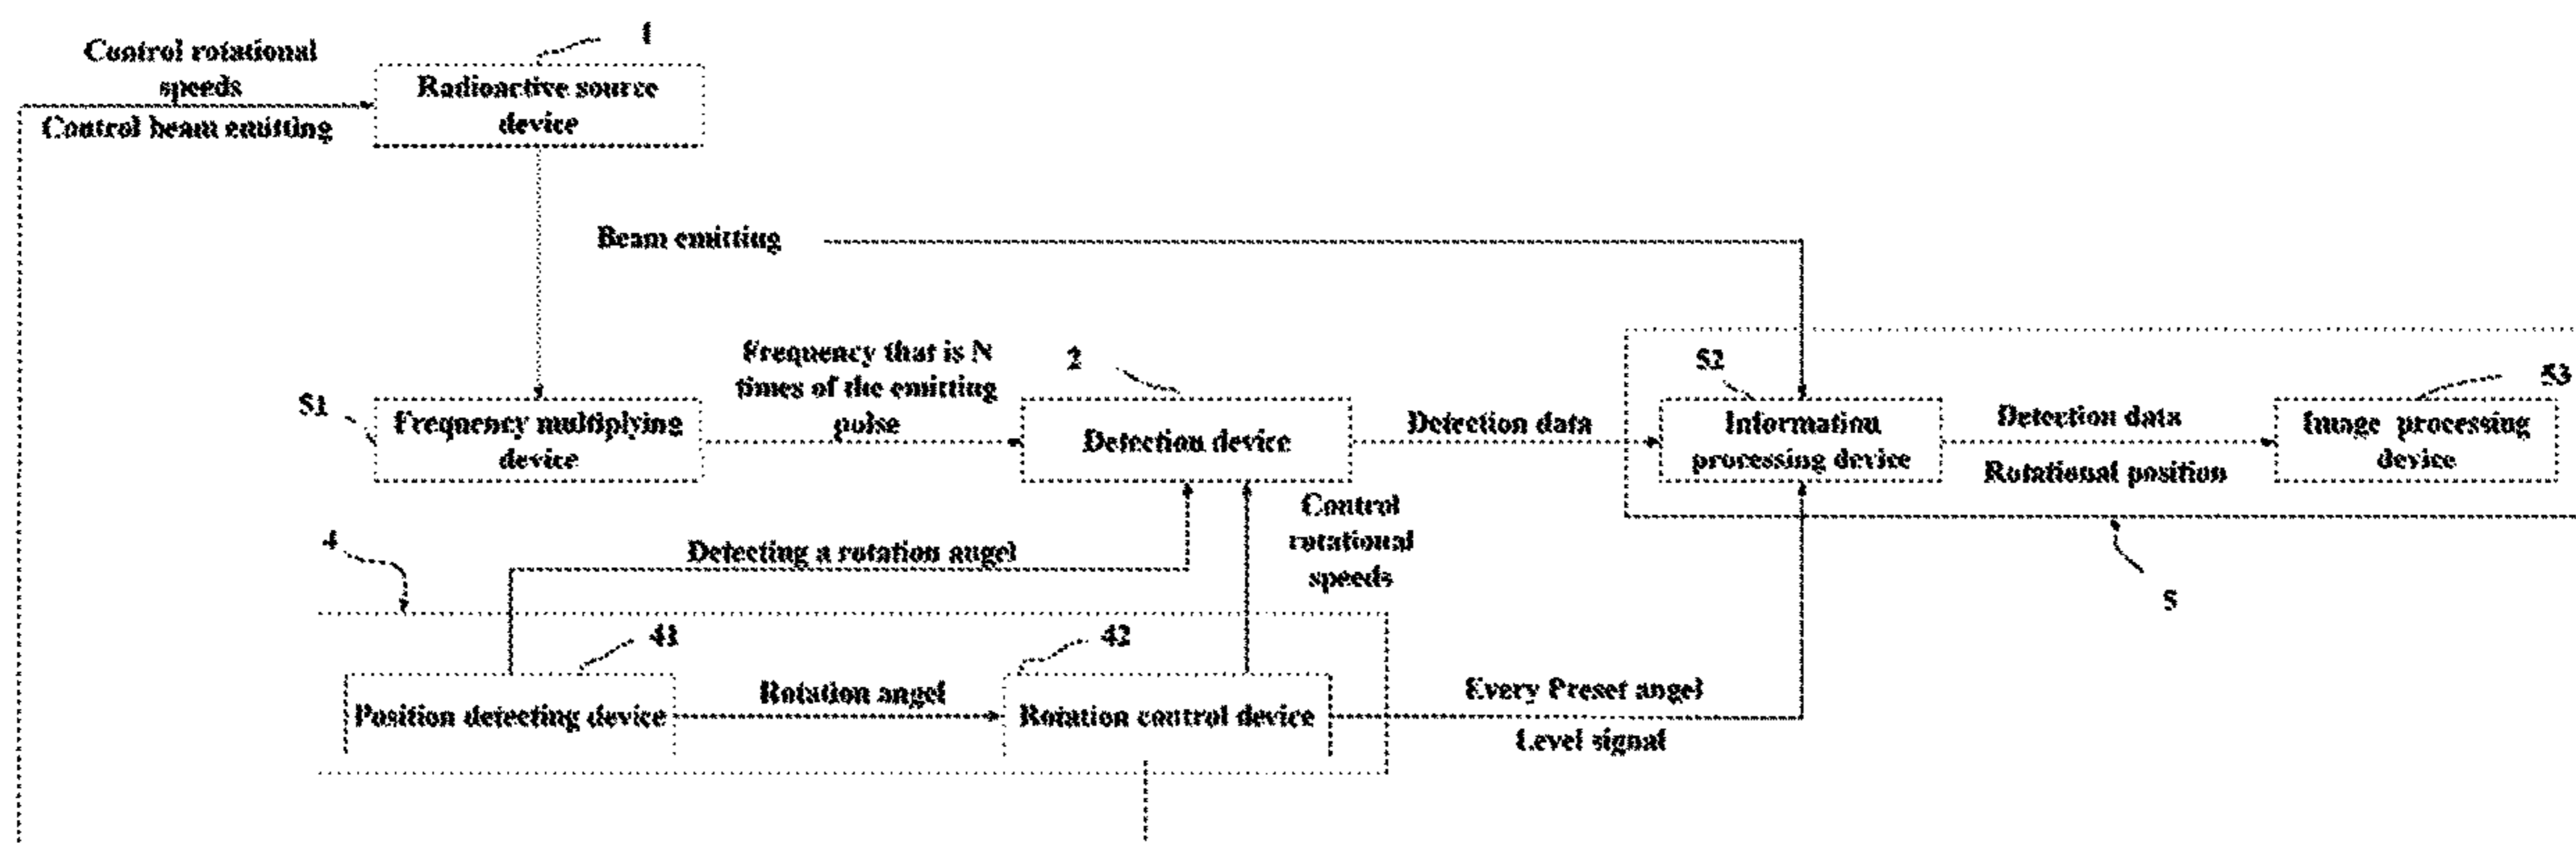 1
Control rotational
speeds
Control beam emitting
Radioactive source
device
Beam emitting
51
Frequency multiplying
device
Frequency that is N
times of the emitting
pulse
2
Detection device
Detection data
52
Information
processing device
Detection data
Rotational position
53
Image processing
device
Control
rotational
speeds
5
4
Detecting a rotation angel
41
Position detecting device
Rotation angel
42
Rotation control device
Every Preset angel
Level signal